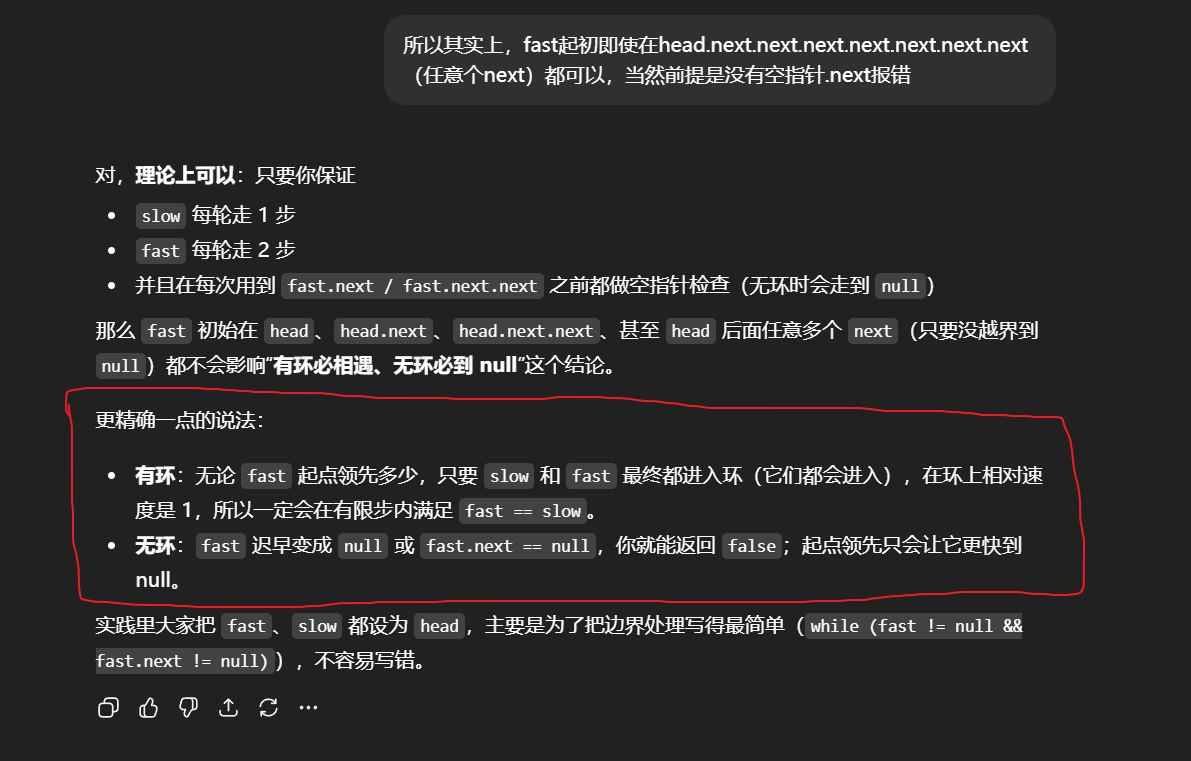 所以其实上，fast起初即使在head.next.next.next.next.next.next.next
（任意个next）都可以，当然前提是没有空指针.next报错
对，理论上可以：只要你保证
• slow 每轮走 1 步
• fast 每轮走 2 步
• 并且在每次用到 fast.next / fast.next.next 之前都做空指针检查（无环时会走到 null）
那么 fast 初始在 head、head.next、head.next.next、甚至 head 后面任意多个 next（只要没越界到
null）都不会影响“有环必相遇、无环必到 null”这个结论。
更精确一点的说法：
• 有环：无论 fast 起点领先多少，只要 slow 和 fast 最终都进入环（它们都会进入），在环上相对速
度是 1，所以一定会在有限步内满足 fast == slow。
• 无环：fast 迟早变成 null 或 fast.next == null，你就能返回 false；起点领先只会让它更快到
null。
实践里大家把 fast、slow 都设为 head，主要是为了把边界处理写得最简单（while (fast != null &&
fast.next != null)），不容易写错。